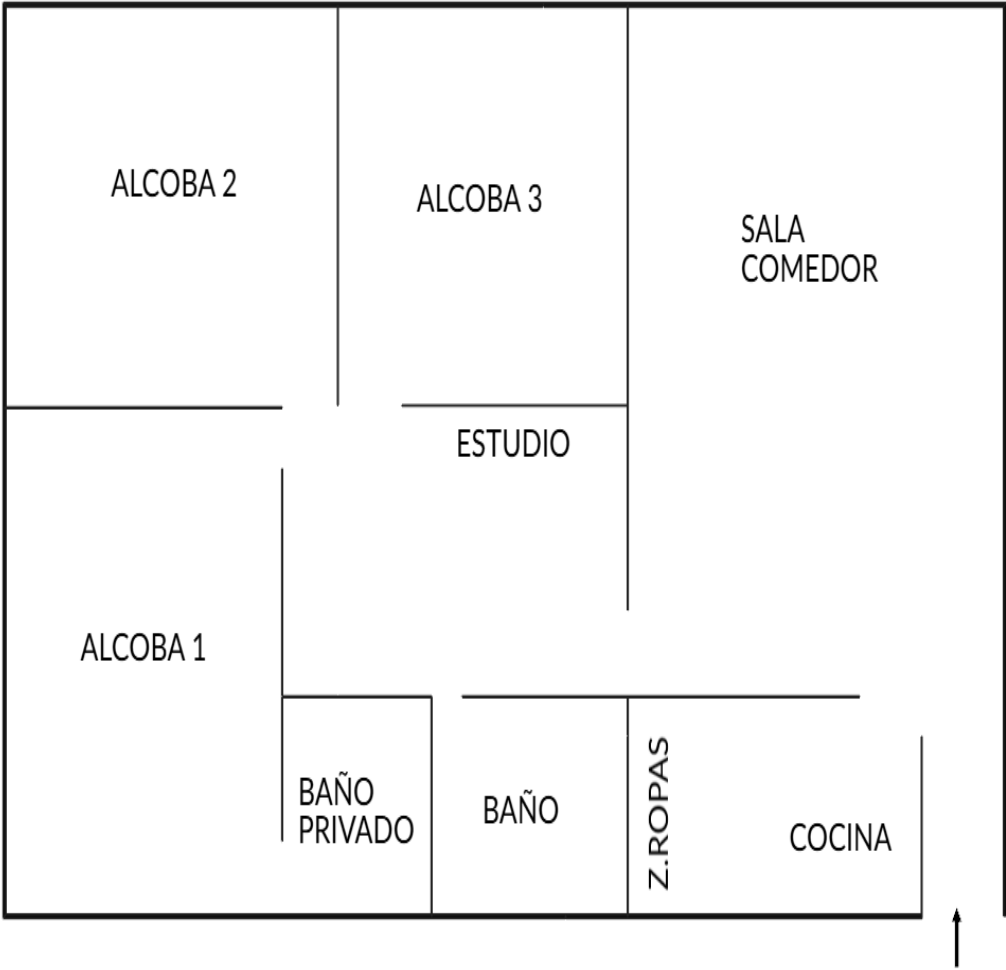 ALCOBA 2
ALCOBA 3
SALA
COMEDOR
ESTUDIO
ALCOBA 1
BAÑO
PRIVADO
BAÑO
Z.ROPAS
COCINA